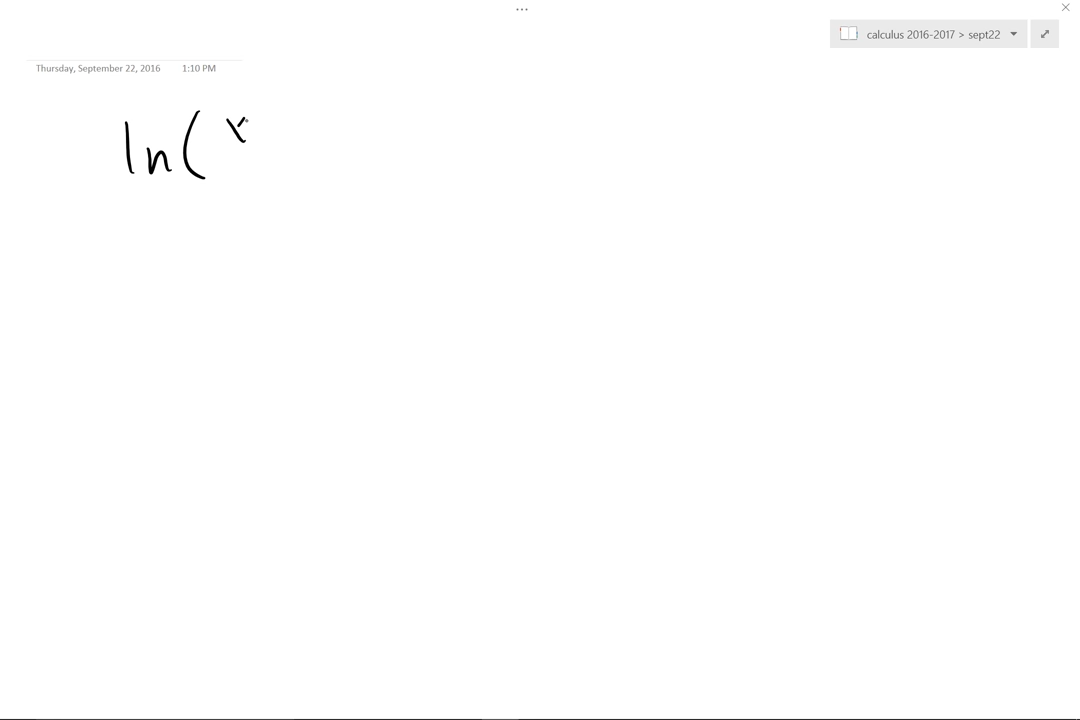 calculus 2016-2017 > sept22
Thursday, September 22, 2016 1:10 PM
ln( x